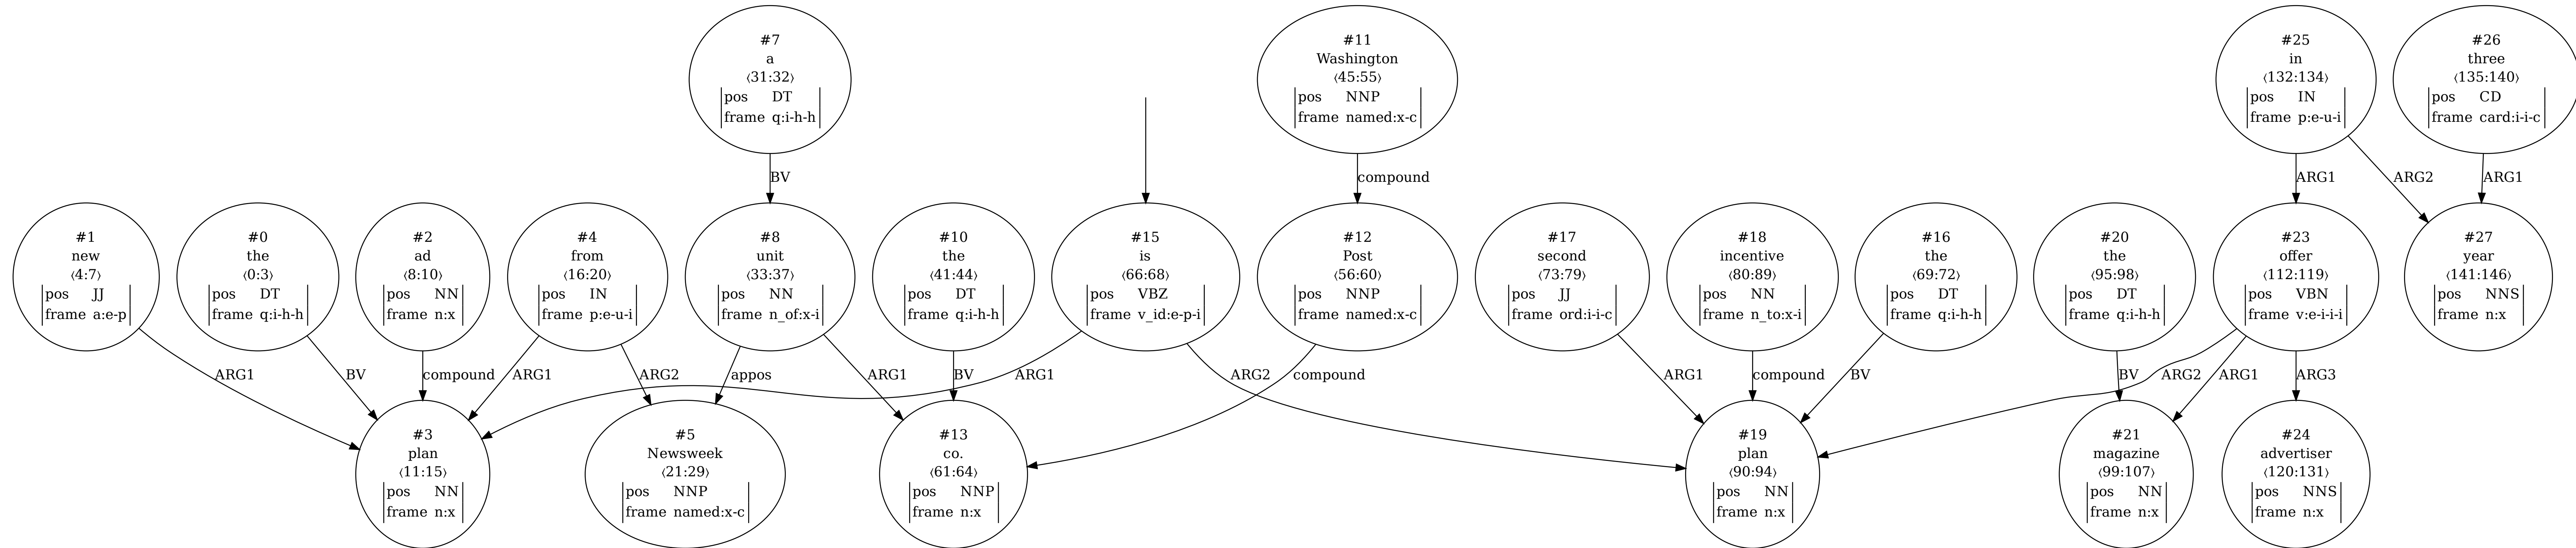 #7
a
⟨31:32⟩
pos DT
frame q:i-h-h
#11
Washington
⟨45:55⟩
pos NNP
frame named:x-c
#25
in
⟨132:134⟩
pos IN
frame p:e-u-i
#26
three
⟨135:140⟩
pos CD
frame card:i-i-c
BV
compound
ARG1
ARG2
ARG1
#1
new
⟨4:7⟩
pos JJ
frame a:e-p
#0
the
⟨0:3⟩
pos DT
frame q:i-h-h
#2
ad
⟨8:10⟩
pos NN
frame n:x
#4
from
⟨16:20⟩
pos IN
frame p:e-u-i
#8
unit
⟨33:37⟩
pos NN
frame n_of:x-i
#10
the
⟨41:44⟩
pos DT
frame q:i-h-h
#15
is
⟨66:68⟩
pos VBZ
frame v_id:e-p-i
#12
Post
⟨56:60⟩
pos NNP
frame named:x-c
#17
second
⟨73:79⟩
pos JJ
frame ord:i-i-c
#18
incentive
⟨80:89⟩
pos NN
frame n_to:x-i
#16
the
⟨69:72⟩
pos DT
frame q:i-h-h
#20
the
⟨95:98⟩
pos DT
frame q:i-h-h
#23
offer
⟨112:119⟩
pos VBN
frame v:e-i-i-i
#27
year
⟨141:146⟩
pos NNS
frame n:x
ARG1
BV
compound
ARG1
ARG2
appos
ARG1
BV
ARG1
ARG2
compound
ARG1
compound
BV
BV
ARG2
ARG1
ARG3
#3
plan
⟨11:15⟩
pos NN
frame n:x
#5
Newsweek
⟨21:29⟩
pos NNP
frame named:x-c
#13
co.
⟨61:64⟩
pos NNP
frame n:x
#19
plan
⟨90:94⟩
pos NN
frame n:x
#21
magazine
⟨99:107⟩
pos NN
frame n:x
#24
advertiser
⟨120:131⟩
pos NNS
frame n:x